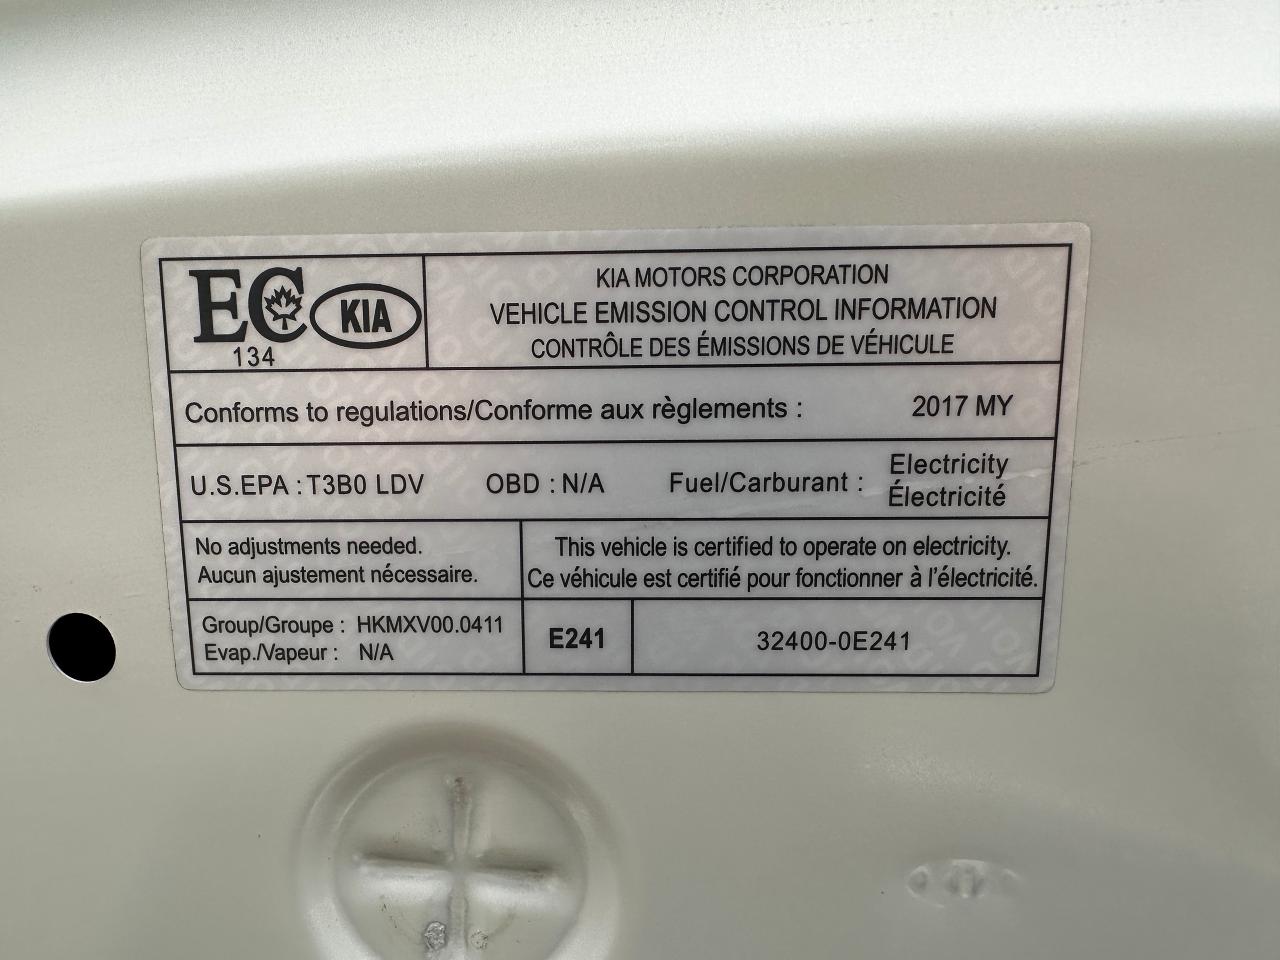 EC KIA
134
KIA MOTORS CORPORATION
VEHICLE EMISSION CONTROL INFORMATION
CONTRÔLE DES ÉMISSIONS DE VÉHICULE
Conforms to regulations/Conforme aux règlements : 2017 MY
U.S.EPA : T3B0 LDV OBD : N/A Fuel/Carburant : Electricity
Électricité
No adjustments needed.
Aucun ajustement nécessaire.
This vehicle is certified to operate on electricity.
Ce véhicule est certifié pour fonctionner à l'électricité.
Group/Groupe : HKMXV00.0411
Evap./Vapeur : N/A
E241
32400-0E241